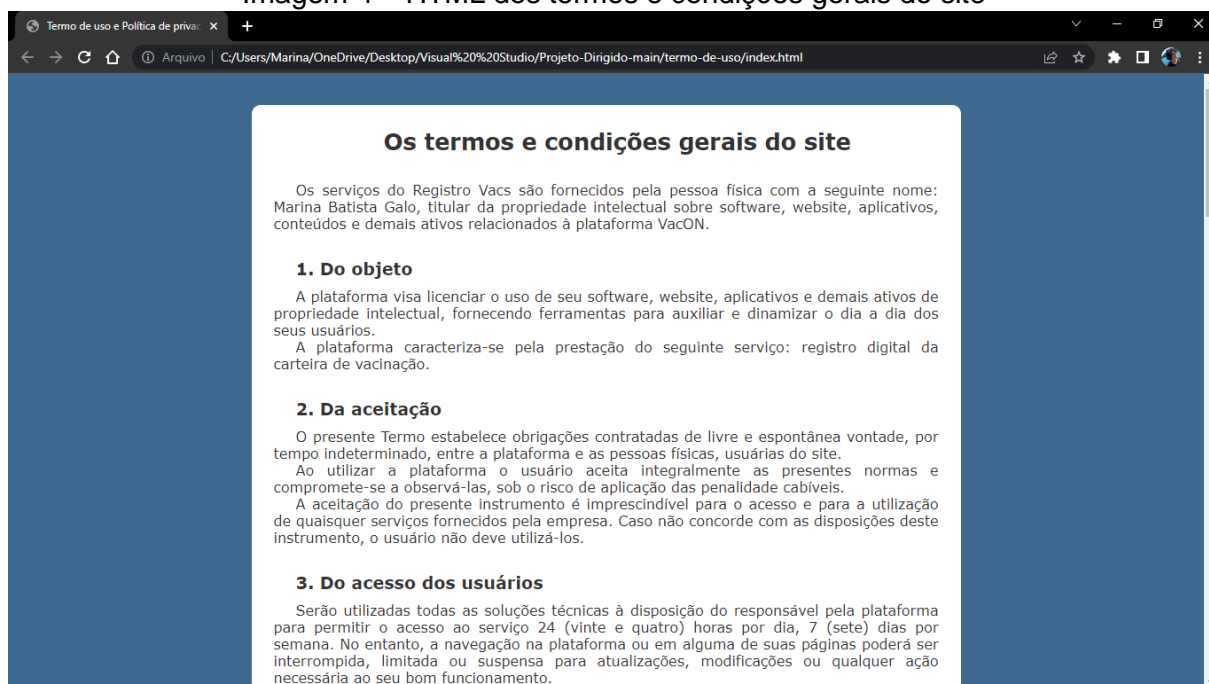 Imagem 1 – HTML dos termos e condições gerais do site
Termo de uso e Política de privac
Arquivo | C:/Users/Marina/OneDrive/Desktop/Visual%20%20Studio/Projeto-Dirigido-main/termo-de-uso/index.html
Os termos e condições gerais do site
Os serviços do Registro Vacs são fornecidos pela pessoa física com a seguinte nome:
Marina Batista Galo, titular da propriedade intelectual sobre software, website, aplicativos,
conteúdos e demais ativos relacionados à plataforma VacON.
1. Do objeto
A plataforma visa licenciar o uso de seu software, website, aplicativos e demais ativos de
propriedade intelectual, fornecendo ferramentas para auxiliar e dinamizar o dia a dia dos
seus usuários.
A plataforma caracteriza-se pela prestação do seguinte serviço: registro digital da
carteira de vacinação.
2. Da aceitação
O presente Termo estabelece obrigações contratadas de livre e espontânea vontade, por
tempo indeterminado, entre a plataforma e as pessoas físicas, usuárias do site.
Ao utilizar a plataforma o usuário aceita integralmente as presentes normas e
compromete-se a observá-las, sob o risco de aplicação das penalidade cabíveis.
A aceitação do presente instrumento é imprescindível para o acesso e para a utilização
de quaisquer serviços fornecidos pela empresa. Caso não concorde com as disposições deste
instrumento, o usuário não deve utilizá-los.
3. Do acesso dos usuários
Serão utilizadas todas as soluções técnicas à disposição do responsável pela plataforma
para permitir o acesso ao serviço 24 (vinte e quatro) horas por dia, 7 (sete) dias por
semana. No entanto, a navegação na plataforma ou em alguma de suas páginas poderá ser
interrompida, limitada ou suspensa para atualizações, modificações ou qualquer ação
necessária ao seu bom funcionamento.